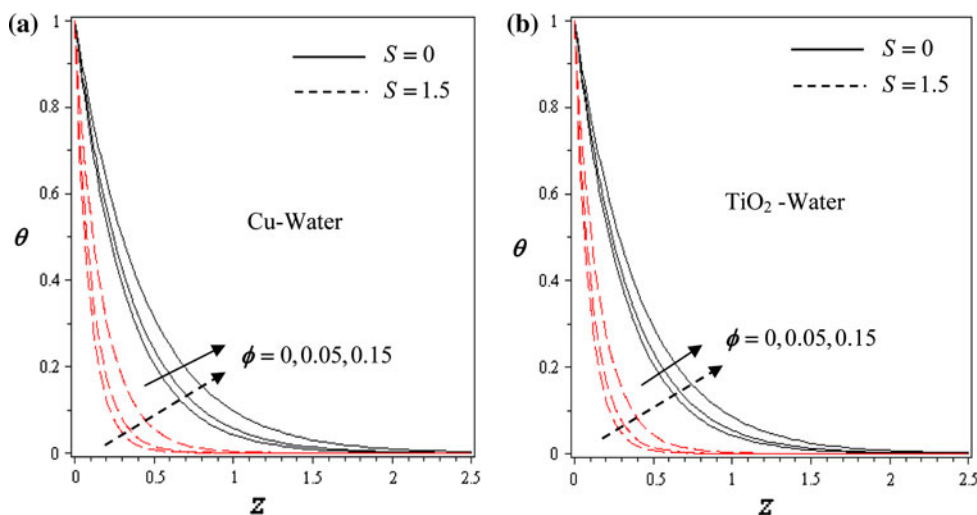 (a)
1
0.8
0.6
θ
0.4
0.2
0
S = 0
S = 1.5
Cu-Water
ϕ = 0, 0.05, 0.15
0 0.5 1 1.5 2 2.5
Z
(b)
1
0.8
0.6
θ
0.4
0.2
0
S = 0
S = 1.5
TiO₂ -Water
ϕ = 0, 0.05, 0.15
0 0.5 1 1.5 2 2.5
Z